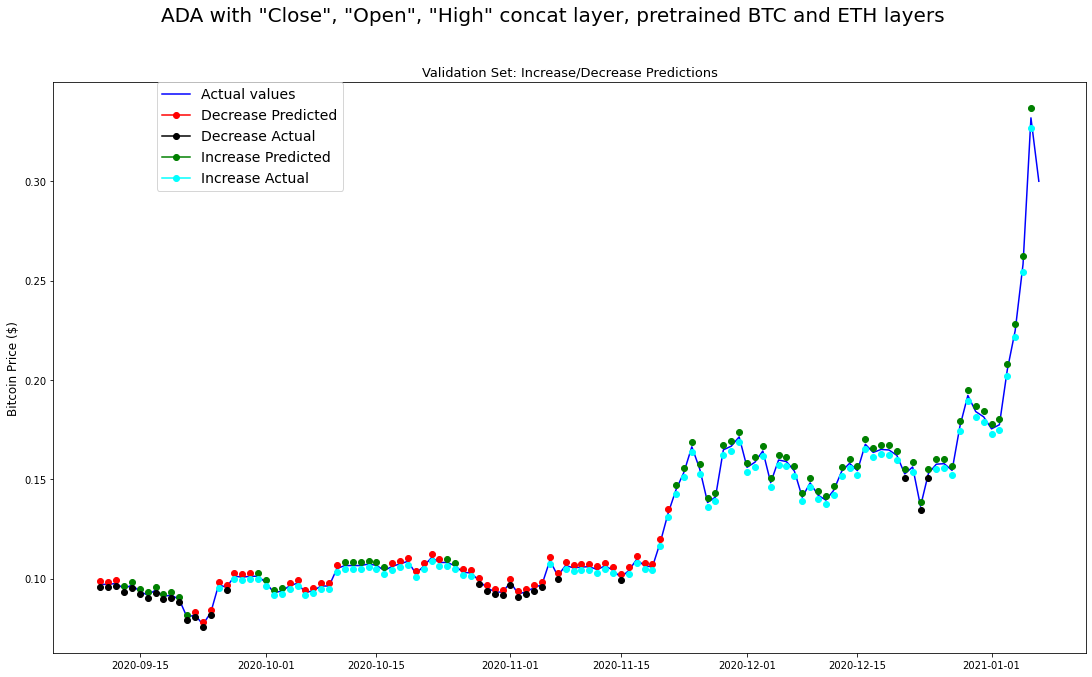 ADA with "Close", "Open", "High" concat layer, pretrained BTC and ETH layers
Validation Set: Increase/Decrease Predictions
Actual values
Decrease Predicted
Decrease Actual
Increase Predicted
Increase Actual
Bitcoin Price ($)
0.30
0.25
0.20
0.15
0.10
2020-09-15
2020-10-01
2020-10-15
2020-11-01
2020-11-15
2020-12-01
2020-12-15
2021-01-01